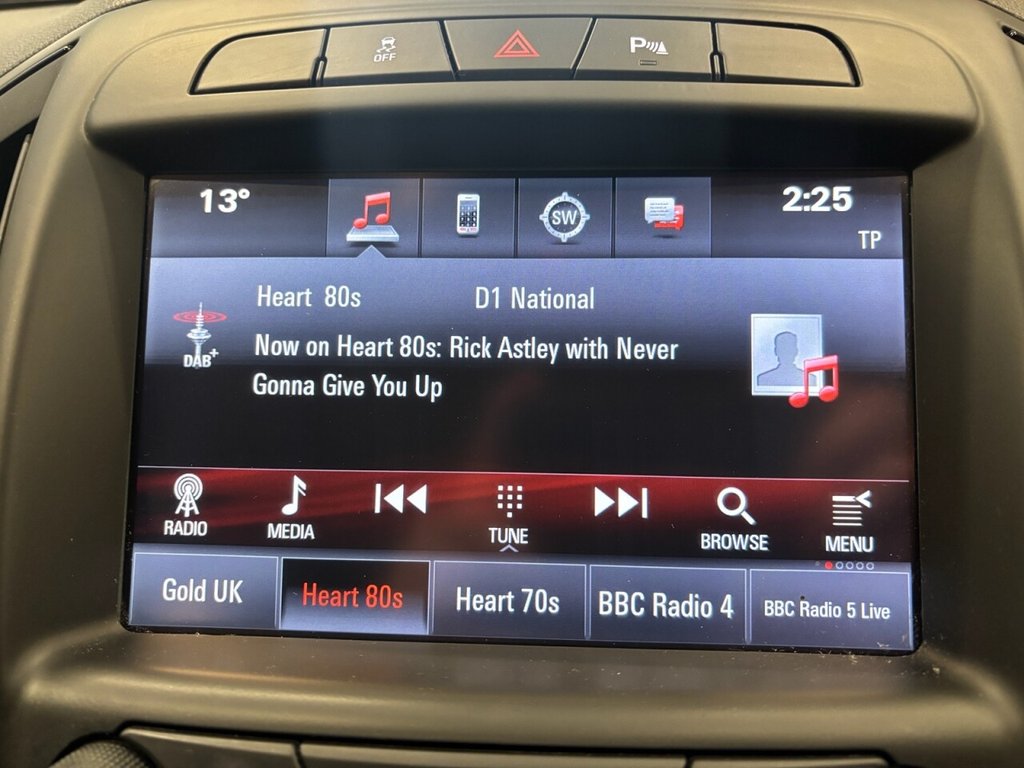 OFF
P
13°
SW
2:25
TP
Heart 80s
D1 National
DAB+
Now on Heart 80s: Rick Astley with Never
Gonna Give You Up
RADIO
MEDIA
TUNE
BROWSE
MENU
Gold UK
Heart 80s
Heart 70s
BBC Radio 4
BBC Radio 5 Live